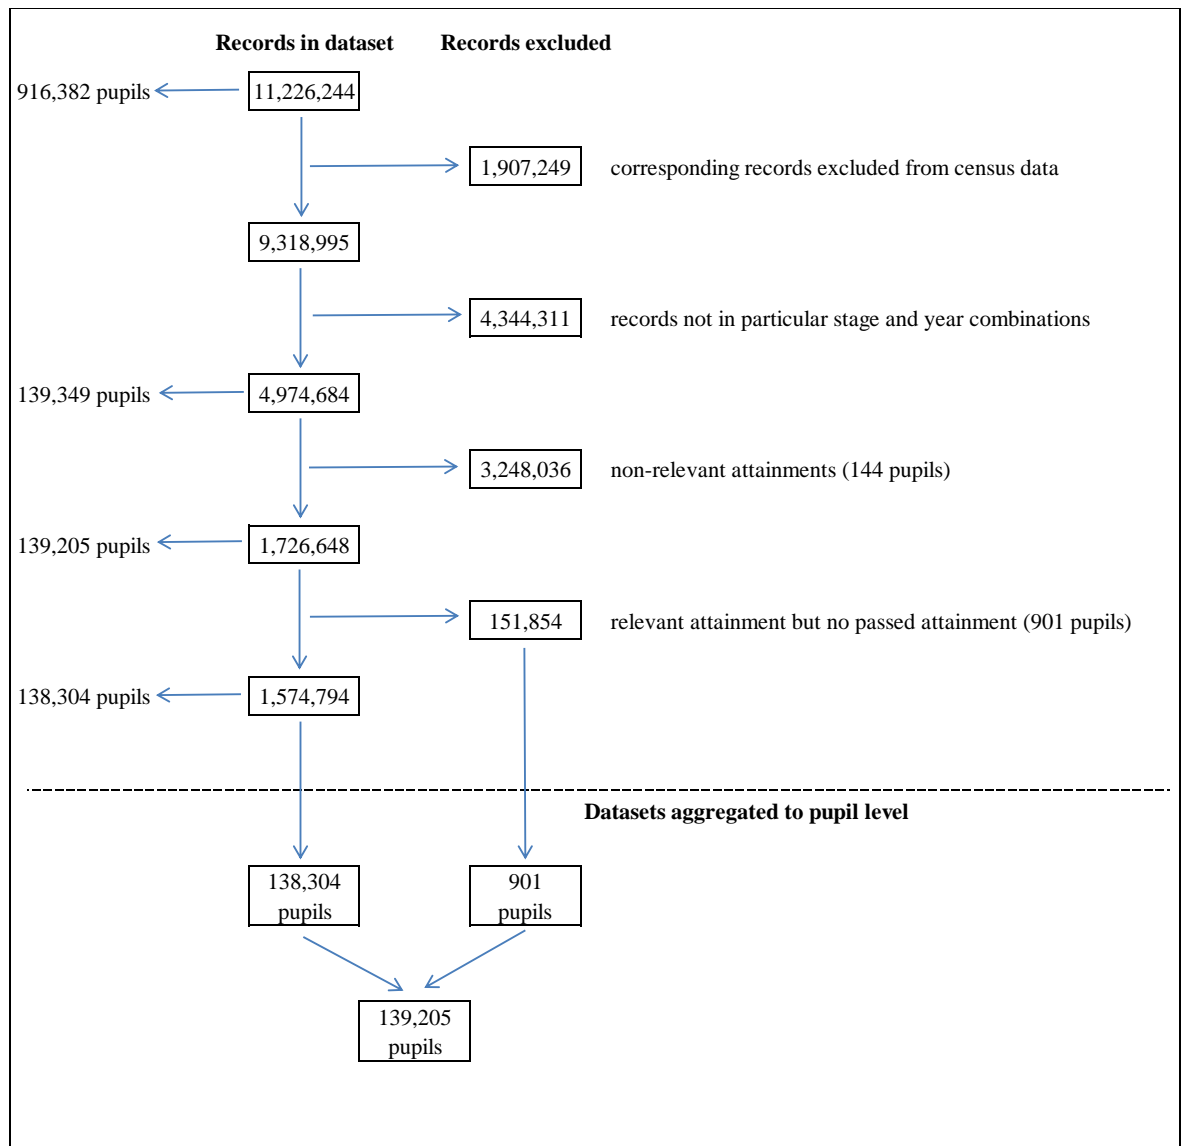 Records in dataset Records excluded
916,382 pupils 11,226,244
1,907,249 corresponding records excluded from census data
9,318,995
4,344,311 records not in particular stage and year combinations
139,349 pupils 4,974,684
3,248,036 non-relevant attainments (144 pupils)
139,205 pupils 1,726,648
151,854 relevant attainment but no passed attainment (901 pupils)
138,304 pupils 1,574,794
Datasets aggregated to pupil level
138,304
pupils
901
pupils
139,205
pupils